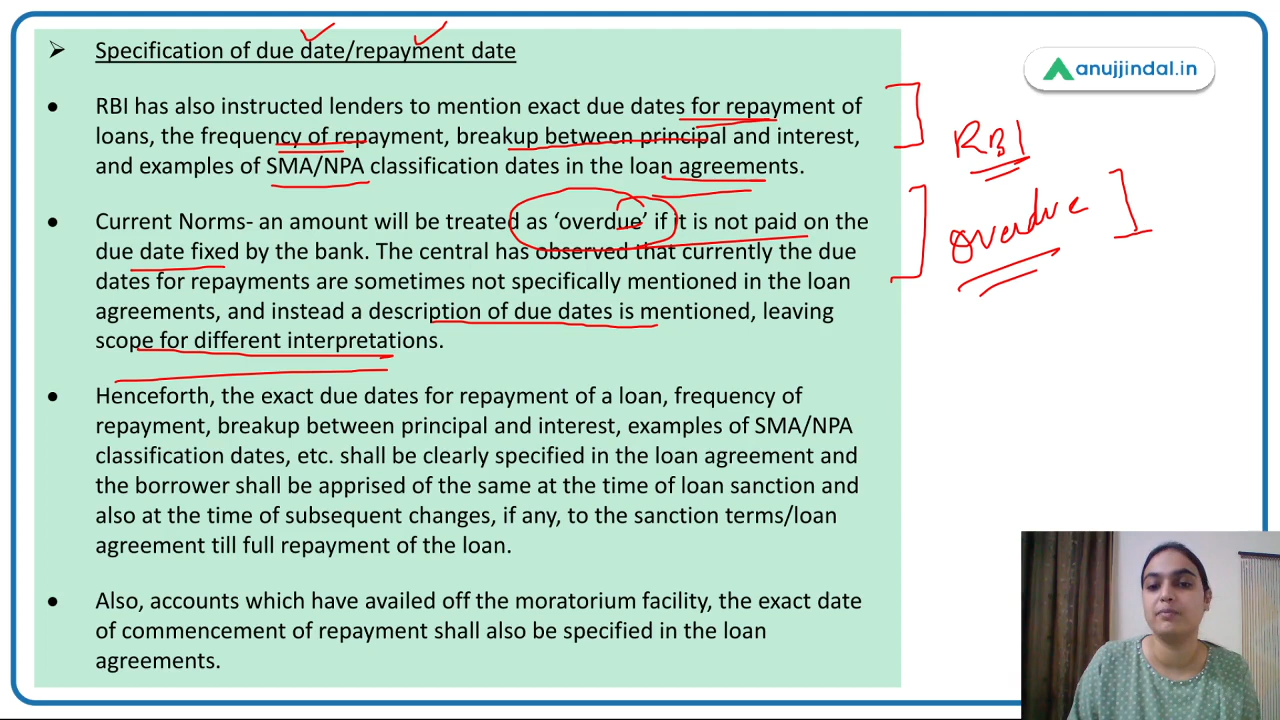 Specification of due date/repayment date
anujjindal.in
RBI has also instructed lenders to mention exact due dates for repayment of
loans, the frequency of repayment, breakup between principal and interest,
and examples of SMA/NPA classification dates in the loan agreements.
RBI
Current Norms- an amount will be treated as ‘overdue’ if it is not paid on the
due date fixed by the bank. The central has observed that currently the due
dates for repayments are sometimes not specifically mentioned in the loan
agreements, and instead a description of due dates is mentioned, leaving
scope for different interpretations.
overdue
Henceforth, the exact due dates for repayment of a loan, frequency of
repayment, breakup between principal and interest, examples of SMA/NPA
classification dates, etc. shall be clearly specified in the loan agreement and
the borrower shall be apprised of the same at the time of loan sanction and
also at the time of subsequent changes, if any, to the sanction terms/loan
agreement till full repayment of the loan.
Also, accounts which have availed off the moratorium facility, the exact date
of commencement of repayment shall also be specified in the loan
agreements.